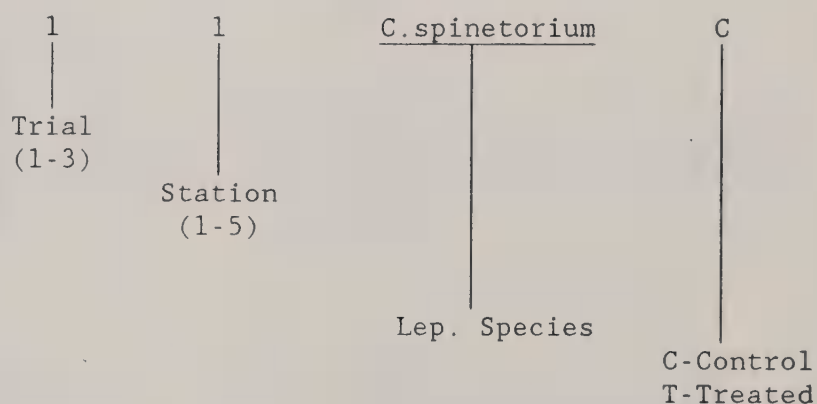 1 1 C.spinetorium C
Trial
(1-3)
Station
(1-5)
Lep. Species
C-Control
T-Treated